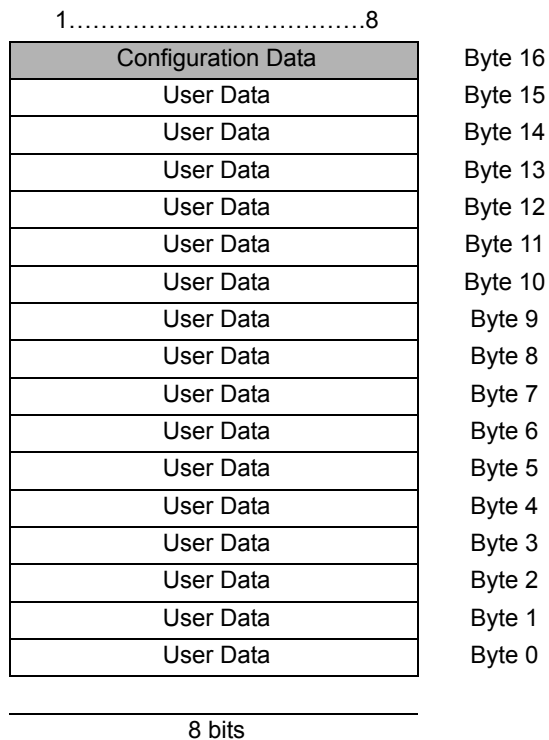 1………………....…………….8
Configuration Data Byte 16
User Data Byte 15
User Data Byte 14
User Data Byte 13
User Data Byte 12
User Data Byte 11
User Data Byte 10
User Data Byte 9
User Data Byte 8
User Data Byte 7
User Data Byte 6
User Data Byte 5
User Data Byte 4
User Data Byte 3
User Data Byte 2
User Data Byte 1
User Data Byte 0
8 bits